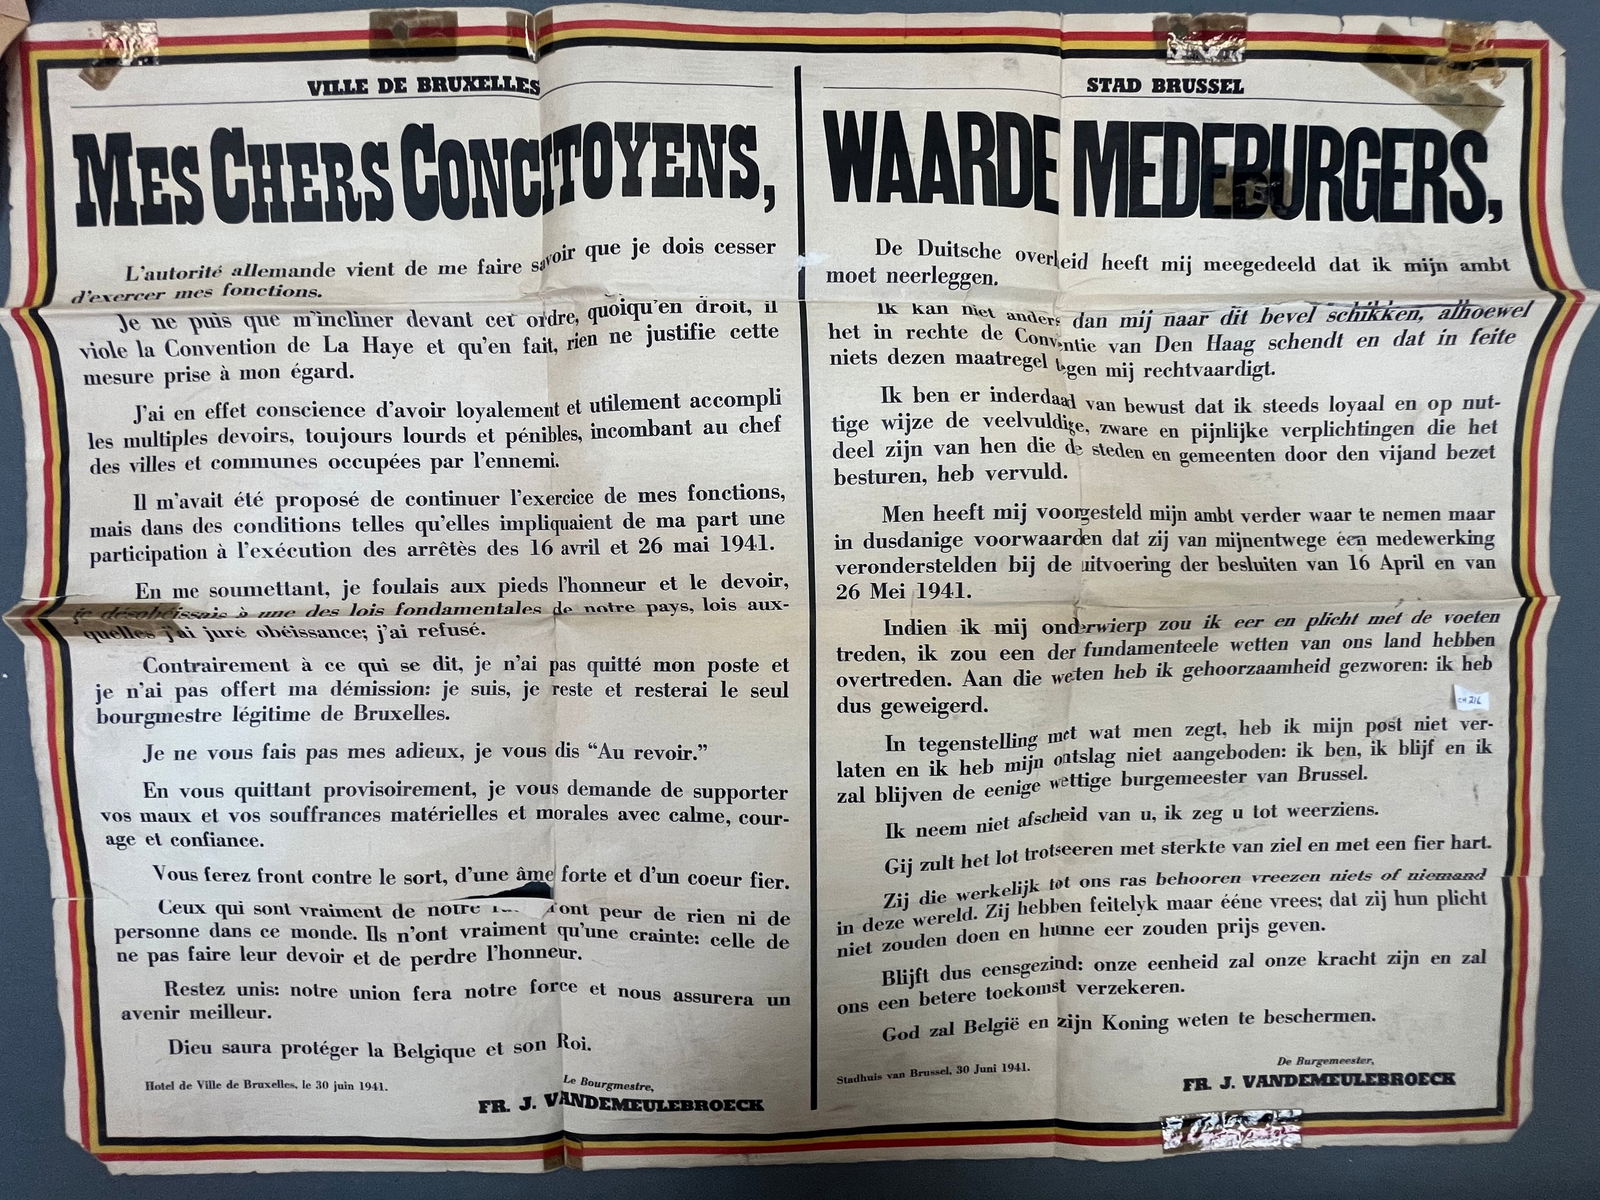 VILLE DE BRUXELLES
MES CHERS CONCITOYENS,
L'autorité allemande vient de me faire savoir que je dois cesser
d'exercer mes fonctions.
Je ne puis que m'incliner devant cet ordre, quoiqu'en droit, il
viole la Convention de La Haye et qu'en fait, rien ne justifie cette
mesure prise à mon égard.
J'ai en effet conscience d'avoir loyalement et utilement accompli
les multiples devoirs, toujours lourds et pénibles, incombant au chef
des villes et communes occupées par l'ennemi.
Il m'avait été proposé de continuer l'exercice de mes fonctions,
mais dans des conditions telles qu'elles impliquaient de ma part une
participation à l'exécution des arrêtès des 16 avril et 26 mai 1941.
En me soumettant, je foulais aux pieds l'honneur et le devoir,
je désobéissais à une des lois fondamentales de notre pays, lois aux-
quelles j'ai juré obéissance; j'ai refusé.
Contrairement à ce qui se dit, je n'ai pas quitté mon poste et
je n'ai pas offert ma démission: je suis, je reste et resterai le seul
bourgmestre légitime de Bruxelles.
Je ne vous fais pas mes adieux, je vous dis “Au revoir.”
En vous quittant provisoirement, je vous demande de supporter
vos maux et vos souffrances matérielles et morales avec calme, cour-
age et confiance.
Vous ferez front contre le sort, d'une âme forte et d'un coeur fier.
Ceux qui sont vraiment de notre peur de rien ni de
personne dans ce monde. Ils n'ont vraiment qu'une crainte: celle de
ne pas faire leur devoir et de perdre l'honneur.
Restez unis: notre union fera notre force et nous assurera un
avenir meilleur.
Dieu saura protéger la Belgique et son Roi.
Hotel de Ville de Bruxelles, le 30 juin 1941.
Le Bourgmestre,
FR. J. VANDEMEULEBROECK
STAD BRUSSEL
WAARDE MEDEBURGERS,
De Duitsche overheid heeft mij meegedeeld dat ik mijn ambt
moet neerleggen.
Ik kan niet anders dan mij naar dit bevel schikken, alhoewel
het in rechte de Conventie van Den Haag schendt en dat in feite
niets dezen maatregel tegen mij rechtvaardigt.
Ik ben er inderdaad van bewust dat ik steeds loyaal en op nut-
tige wijze de veelvuldige, zware en pijnlijke verplichtingen die het
deel zijn van hen die de steden en gemeenten door den vijand bezet
besturen, heb vervuld.
Men heeft mij voorgesteld mijn ambt verder waar te nemen maar
in dusdanige voorwaarden dat zij van mijnentwege een medewerking
veronderstelden bij de uitvoering der besluiten van 16 April en van
26 Mei 1941.
Indien ik mij onderwierp zou ik eer en plicht met de voeten
treden, ik zou een der fundamenteele wetten van ons land hebben
overtreden. Aan die weten heb ik gehoorzaamheid gezworen: ik heb
dus geweigerd.
In tegenstelling met wat men zegt, heb ik mijn post niet ver-
laten en ik heb mijn ontslag niet aangeboden: ik ben, ik blijf en ik
zal blijven de eenige wettige burgemeester van Brussel.
Ik neem niet afscheid van u, ik zeg u tot weerziens.
Gij zult het lot trotseeren met sterkte van ziel en met een fier hart.
Zij die werkelijk tot ons ras behooren vreezen niets of niemand
in deze wereld. Zij hebben feitelyk maar ééne vrees; dat zij hun plicht
niet zouden doen en hunne eer zouden prijs geven.
Blijft dus eensgezind: onze eenheid zal onze kracht zijn en zal
ons een betere toekomst verzekeren.
God zal België en zijn Koning weten te beschermen.
Stadhuis van Brussel, 30 Juni 1941.
De Burgemeester,
FR. J. VANDEMEULEBROECK